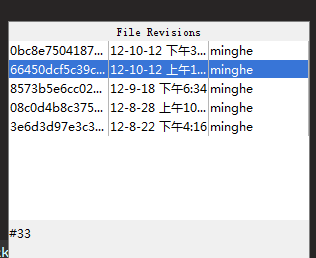 File Revisions
0bc8e7504187... 12-10-12 下午3... minghe
66450dcf5c39c... 12-10-12 上午1... minghe
8573b5e6cc02... 12-9-18 下午6:34 minghe
08c0d4b8c375... 12-8-28 上午10... minghe
3e6d3d97e3c3... 12-8-22 下午4:16 minghe
#33